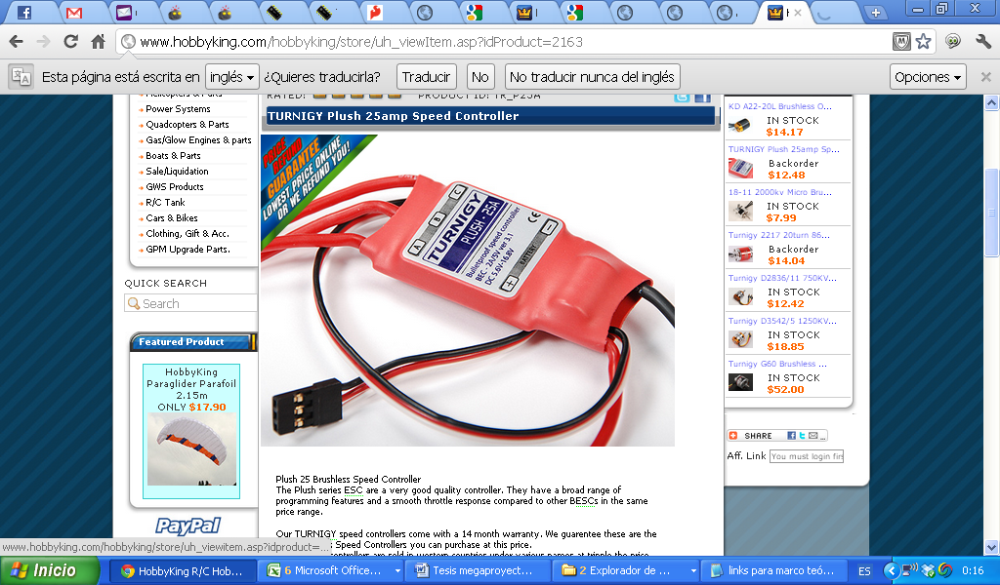 www.hobbyking.com/hobbyking/store/uh_viewItem.asp?idProduct=2163
Esta página está escrita en inglés ¿Quieres traducirla? Traducir No No traducir nunca del inglés Opciones
Helicopters & Parts
Power Systems
Quadcopters & Parts
Gas/Glow Engines & parts
Boats & Parts
Sale/Liquidation
GWS Products
R/C Tank
Cars & Bikes
Clothing, Gift & Acc.
GPM Upgrade Parts.
QUICK SEARCH
Search
Featured Product
HobbyKing
Paraglider Parafoil
2.15m
ONLY $17.90
PayPal
RATED: PRODUCT ID: TR_P25A
TURNIGY Plush 25amp Speed Controller
PRICE
REFUND
GUARANTEE
LOWEST PRICE ONLINE
OR WE REFUND YOU!
A B C
TURNIGY
PLUSH - 25A
Bulletproof speed controller
BEC - 2A/5V ver 3.1
DC 5.6V-16.8V
CE
+ BATTERY −
Plush 25 Brushless Speed Controller
The Plush series ESC are a very good quality controller. They have a broad range of
programming features and a smooth throttle response compared to other BESCs in the same
price range.
Our TURNIGY speed controllers come with a 14 month warranty. We guarentee these are the
s Speed Controllers you can purchase at this price.
controllers are sold in western countries under various names at tripple the price
KD A22-20L Brushless O...
IN STOCK
$14.17
TURNIGY Plush 25amp Sp...
Backorder
$12.48
18-11 2000kv Micro Bru...
IN STOCK
$7.99
Turnigy 2217 20turn 86...
Backorder
$14.04
Turnigy D2836/11 750KV...
IN STOCK
$12.42
Turnigy D3542/5 1250KV...
IN STOCK
$18.85
Turnigy G60 Brushless ...
IN STOCK
$52.00
SHARE
Aff. Link You must login firs
www.hobbyking.com/hobbyking/store/uh_viewitem.asp?idproduct=...
Inicio HobbyKing R/C Hob... 6 Microsoft Office... Tesis megaproyect... 2 Explorador de ... links para marco teó... ES 0:16